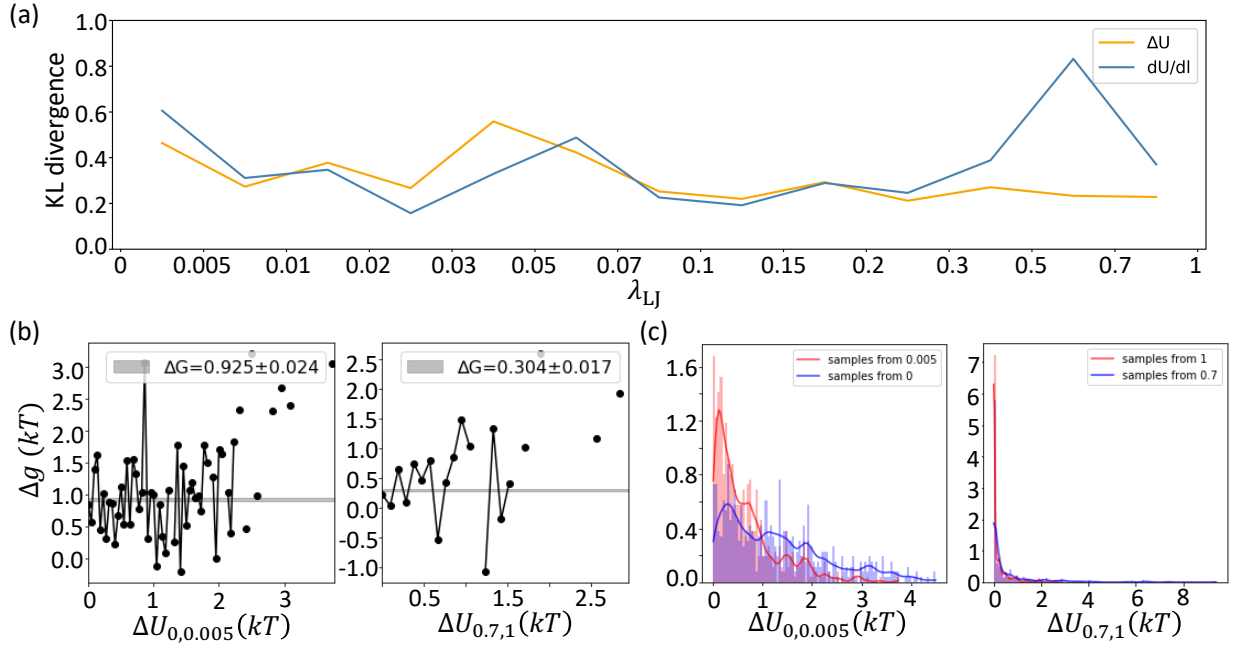 (a)
1.0
0.8
0.6
0.4
0.2
0.0
KL divergence
ΔU
dU/dl
0 0.005 0.01 0.02 0.03 0.05 0.07 0.1 0.15 0.2 0.3 0.5 0.7 1
λLJ
(b)
3.0
2.5
2.0
1.5
1.0
0.5
0.0
Δg (kT)
ΔG=0.925±0.024
0 1 2 3
ΔU0,0.005(kT)
2.5
2.0
1.5
1.0
0.5
0.0
-0.5
-1.0
ΔG=0.304±0.017
0.5 1.5 2.5
ΔU0.7,1(kT)
(c)
1.6
1.2
0.8
0.4
0.0
samples from 0.005
samples from 0
0 1 2 3 4
ΔU0,0.005(kT)
7
6
5
4
3
2
1
0
samples from 1
samples from 0.7
0 2 4 6 8
ΔU0.7,1(kT)